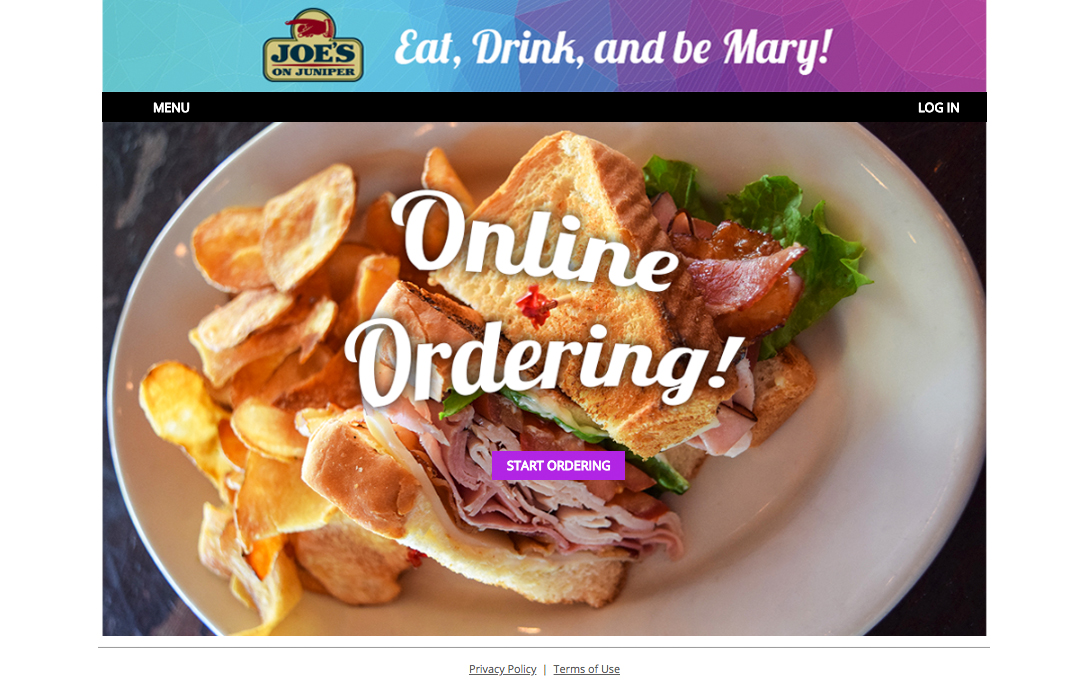 JOE'S
ON JUNIPER
Eat, Drink, and be Mary!
MENU
LOG IN
Online
Ordering!
START ORDERING
Privacy Policy | Terms of Use